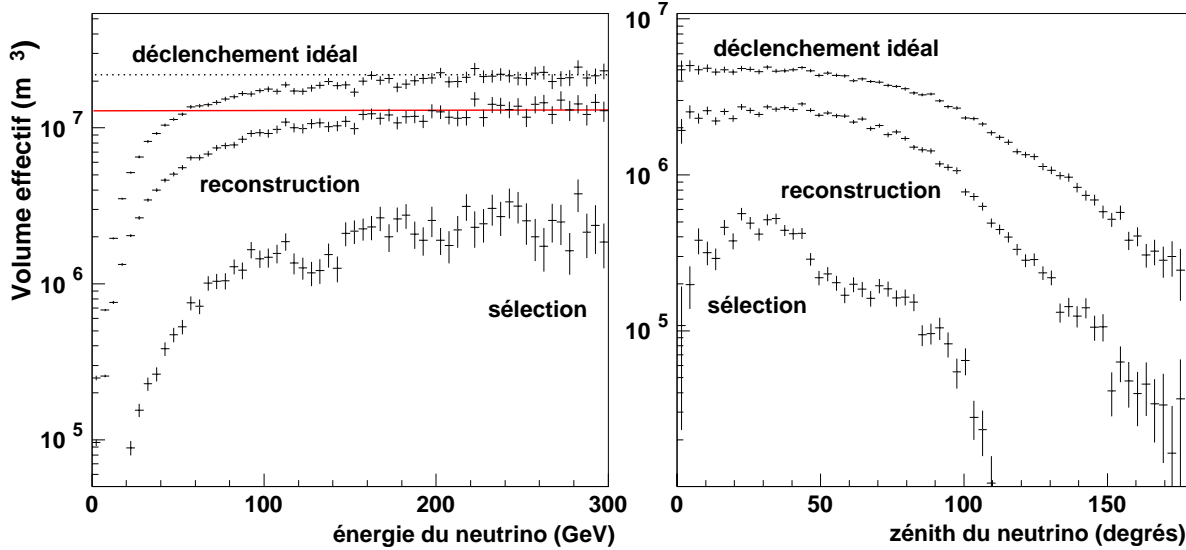 Volume effectif (m ³)
10 ⁷
10 ⁶
10 ⁵
déclenchement idéal
reconstruction
sélection
0 100 200 300
énergie du neutrino (GeV)
10 ⁷
10 ⁶
10 ⁵
déclenchement idéal
reconstruction
sélection
0 50 100 150
zénith du neutrino (degrés)